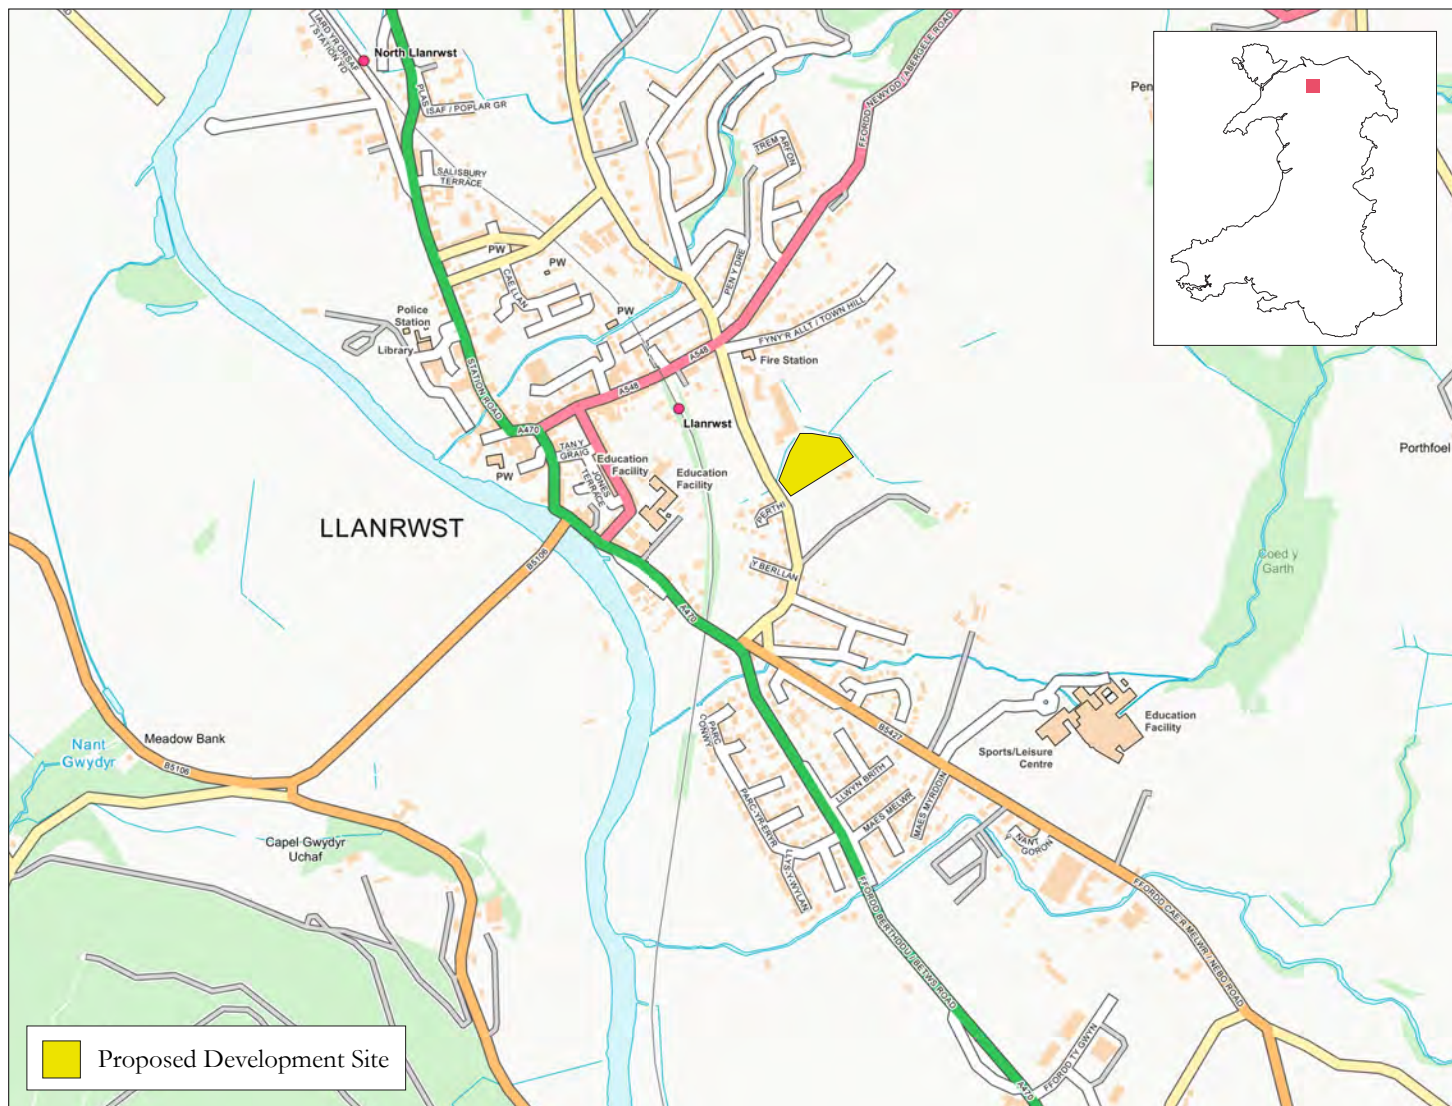 IARD YR ORSAF
/ STATION YD
North Llanrwst
PLAS
ISAF / POPLAR GR
SALISBURY
TERRACE
TREM
ARFON
FFORDD NEWYDD / ABERGELE ROAD
Pen
PW
PW
CAE LLAN
PEN Y DRE
Police
Station
PW
Library
FYNY'R ALLT / TOWN HILL
A548
Fire Station
STATION ROAD
A548
Llanrwst
A470
TAN Y
GRAIG
Education
Facility
JONES
TERRACE
Education
Facility
PW
Porthfoel
PERTHI
LLANRWST
B5106
Y BERLLAN
Coed y
Garth
A470
Nant
Gwydyr
Meadow Bank
B5106
PARC
CONWY
B5427
Education
Facility
Sports/Leisure
Centre
LLWYN BRITH
MAES MELWR
MAES MYRDDIN
PARC-YR-ERYR
Capel Gwydyr
Uchaf
LLYS-Y-WYLAN
NANT
Y
GORON
FFORDD BERTHDDU / BETWS ROAD
FFORDD CAE'R MELWR / NEBO ROAD
FFORDD TY GWYN
A470
Proposed Development Site